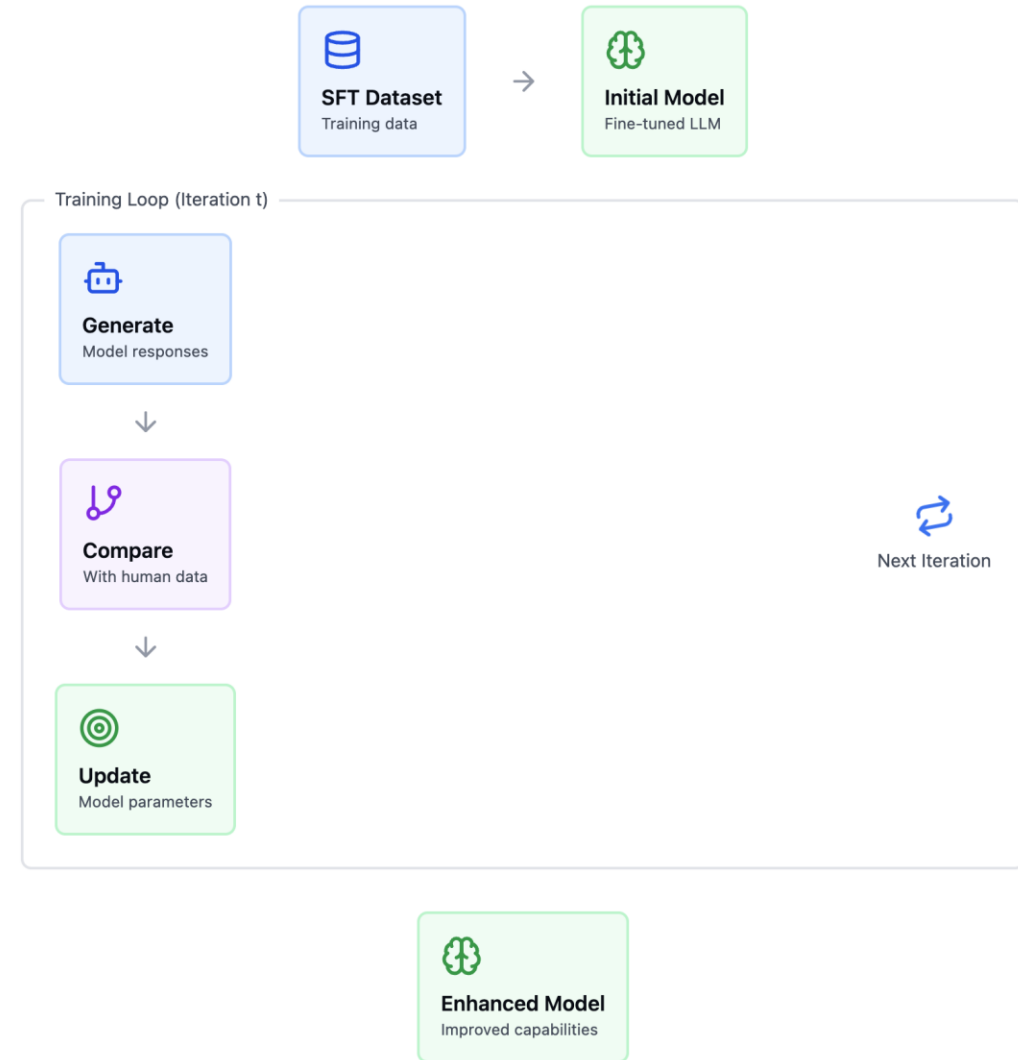 SFT Dataset
Training data
Initial Model
Fine-tuned LLM
Training Loop (Iteration t)
Generate
Model responses
Compare
With human data
Next Iteration
Update
Model parameters
Enhanced Model
Improved capabilities